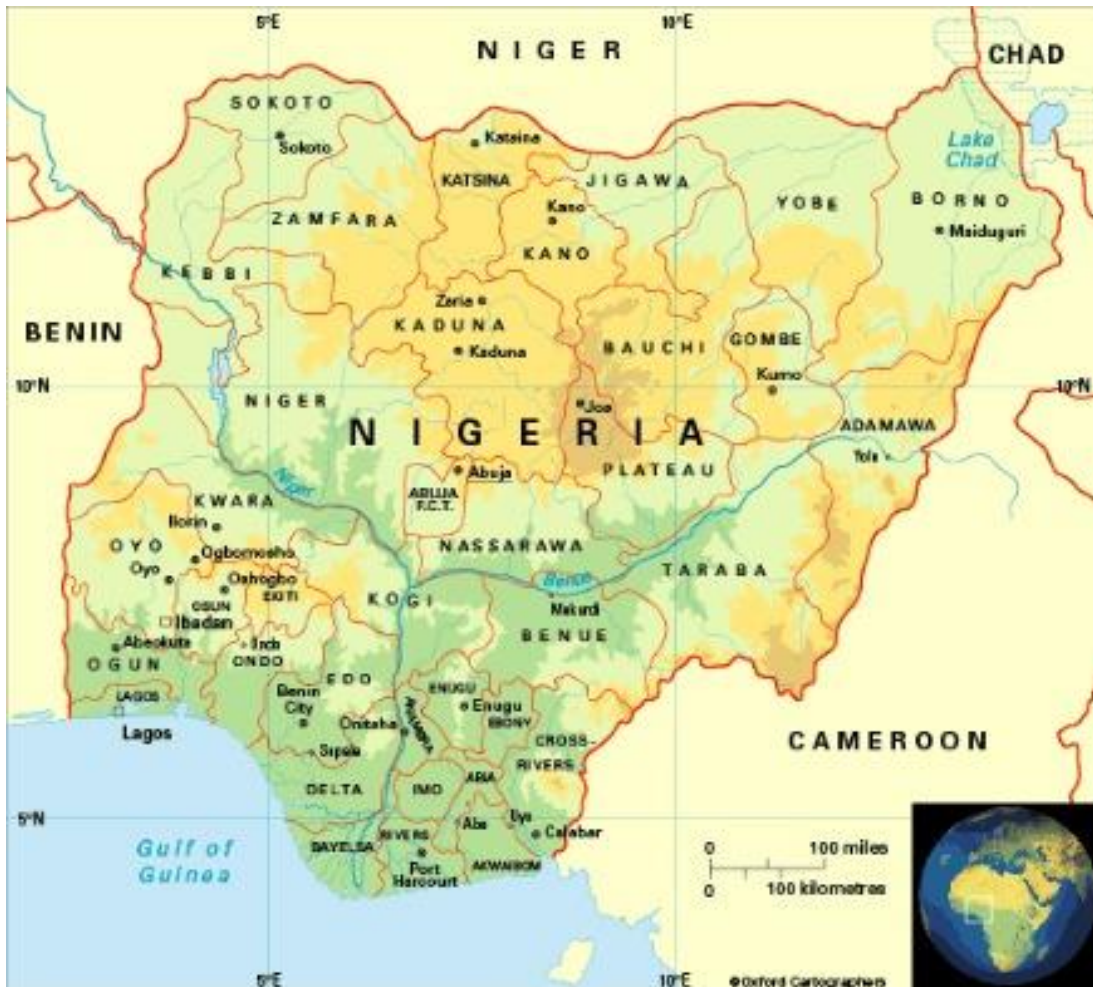 5°E
10°E
NIGER
CHAD
SOKOTO
Sokoto
Katsina
KATSINA
Lake
Chad
JIGAWA
YOBE
BORNO
ZAMFARA
Kano
KANO
Maiduguri
KEBBI
BENIN
Zaria
KADUNA
Kaduna
BAUCHI
GOMBE
10°N
10°N
Kumo
NIGER
Jos
NIGERIA
ADAMAWA
Yola
Abuja
PLATEAU
ABUJA
F.C.T.
Niger
KWARA
Ilorin
NASSARAWA
OYO
Ogbomosho
Oyo
Oshogbo
EKITI
OSUN
KOGI
Benue
TARABA
Makurdi
Ibadan
BENUE
Abeokuta
OGUN
Ondo
ONDO
EDO
ENUGU
Enugu
LAGOS
Lagos
Benin
City
Onitsha
ANAMBRA
EBONY
CROSS-
RIVERS
CAMEROON
Sapele
DELTA
IMO
ABIA
5°N
Aba
Uyo
Calabar
RIVERS
BAYELSA
Port
Harcourt
AKWAIBOM
Gulf of
Guinea
0 100 miles
0 100 kilometres
5°E
10°E
Oxford Cartographers